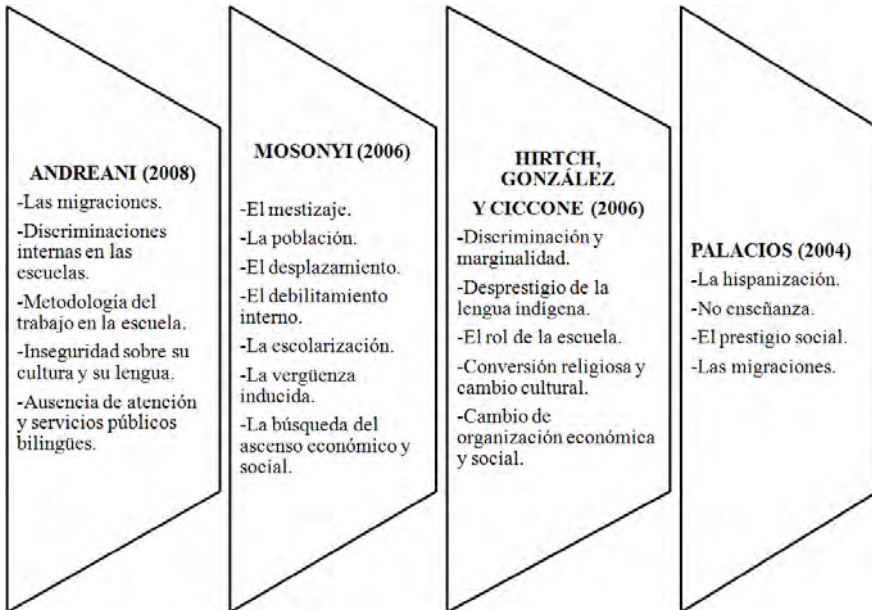 ANDREANI (2008)
-Las migraciones.
-Discriminaciones
internas en las
escuelas.
-Metodología del
trabajo en la escuela.
-Inseguridad sobre su
cultura y su lengua.
-Ausencia de atención
y servicios públicos
bilingües.
MOSONYI (2006)
-El mestizaje.
-La población.
-El desplazamiento.
-El debilitamiento
interno.
-La escolarización.
-La vergüenza
inducida.
-La búsqueda del
ascenso económico y
social.
HIRTCH,
GONZÁLEZ
Y CICCONE (2006)
-Discriminación y
marginalidad.
-Desprestigio de la
lengua indígena.
-El rol de la escuela.
-Conversión religiosa y
cambio cultural.
-Cambio de
organización económica
y social.
PALACIOS (2004)
-La hispanización.
-No enseñanza.
-El prestigio social.
-Las migraciones.